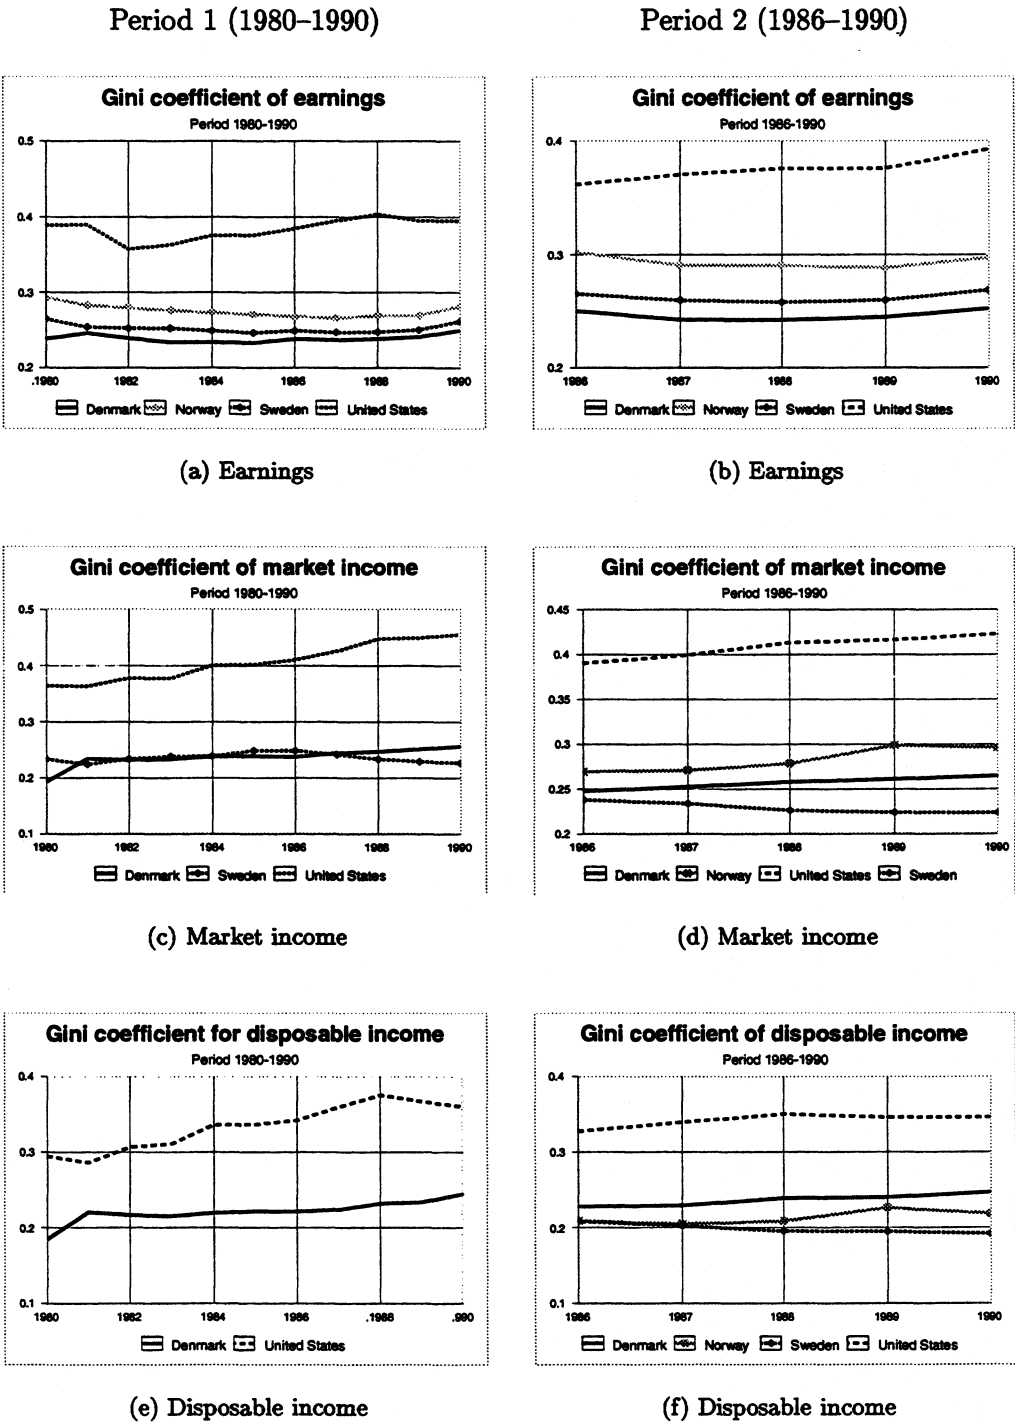 Period 1 (1980–1990)
Period 2 (1986–1990)
Gini coefficient of earnings
Period 1980-1990
0.5
0.4
0.3
0.2
.1980 1982 1984 1986 1988 1990
Denmark Norway Sweden United States
(a) Earnings
Gini coefficient of earnings
Period 1986-1990
0.4
0.3
0.2
1986 1987 1988 1989 1990
Denmark Norway Sweden United States
(b) Earnings
Gini coefficient of market income
Period 1980-1990
0.5
0.4
0.3
0.2
0.1
1980 1982 1984 1986 1988 1990
Denmark Sweden United States
(c) Market income
Gini coefficient of market income
Period 1986-1990
0.45
0.4
0.35
0.3
0.25
0.2
1986 1987 1988 1989 1990
Denmark Norway United States Sweden
(d) Market income
Gini coefficient for disposable income
Period 1980-1990
0.4
0.3
0.2
0.1
1980 1982 1984 1986 .1988 .990
Denmark United States
(e) Disposable income
Gini coefficient of disposable income
Period 1986-1990
0.4
0.3
0.2
0.1
1986 1987 1988 1989 1990
Denmark Norway Sweden United States
(f) Disposable income